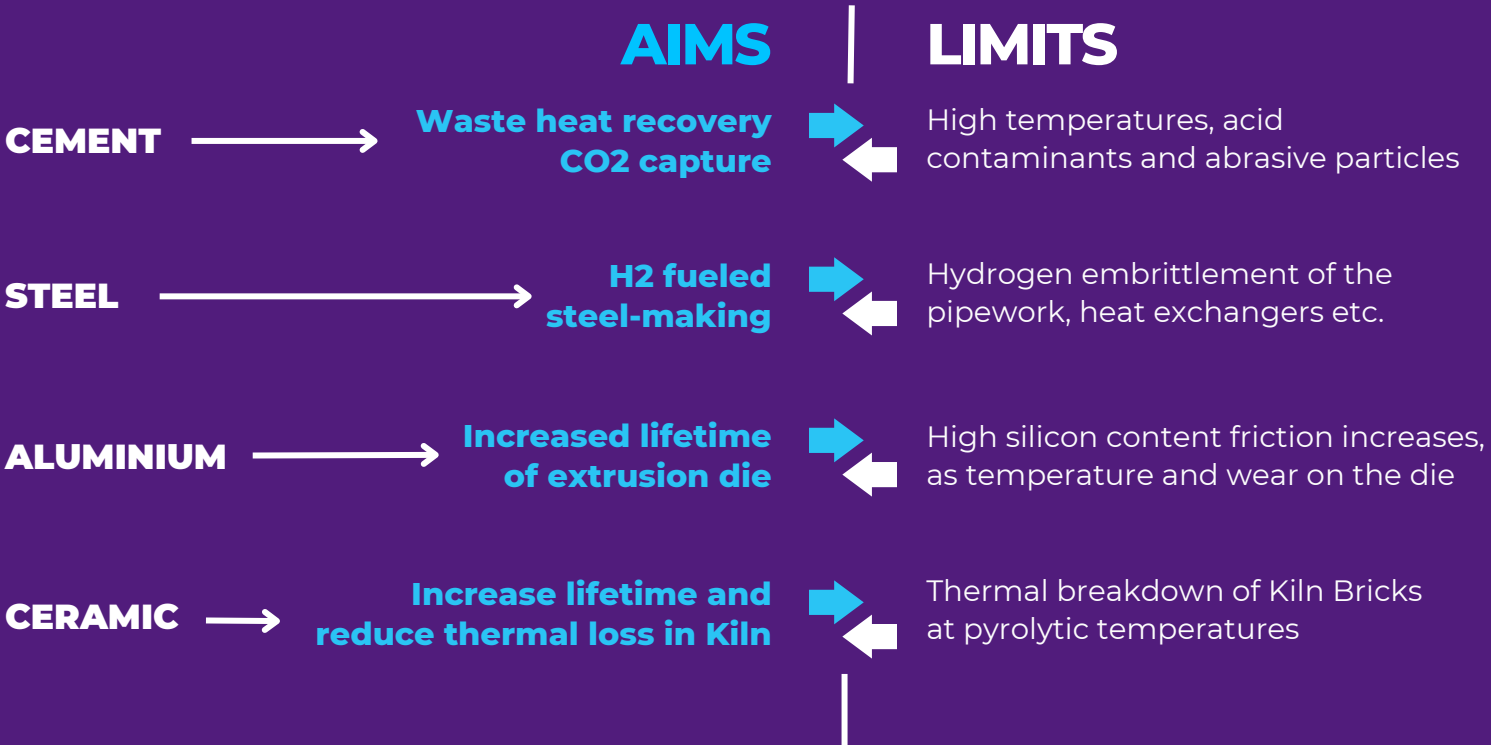 AIMS
LIMITS
CEMENT
Waste heat recovery
CO2 capture
High temperatures, acid
contaminants and abrasive particles
STEEL
H2 fueled
steel-making
Hydrogen embrittlement of the
pipework, heat exchangers etc.
ALUMINIUM
Increased lifetime
of extrusion die
High silicon content friction increases,
as temperature and wear on the die
CERAMIC
Increase lifetime and
reduce thermal loss in Kiln
Thermal breakdown of Kiln Bricks
at pyrolytic temperatures